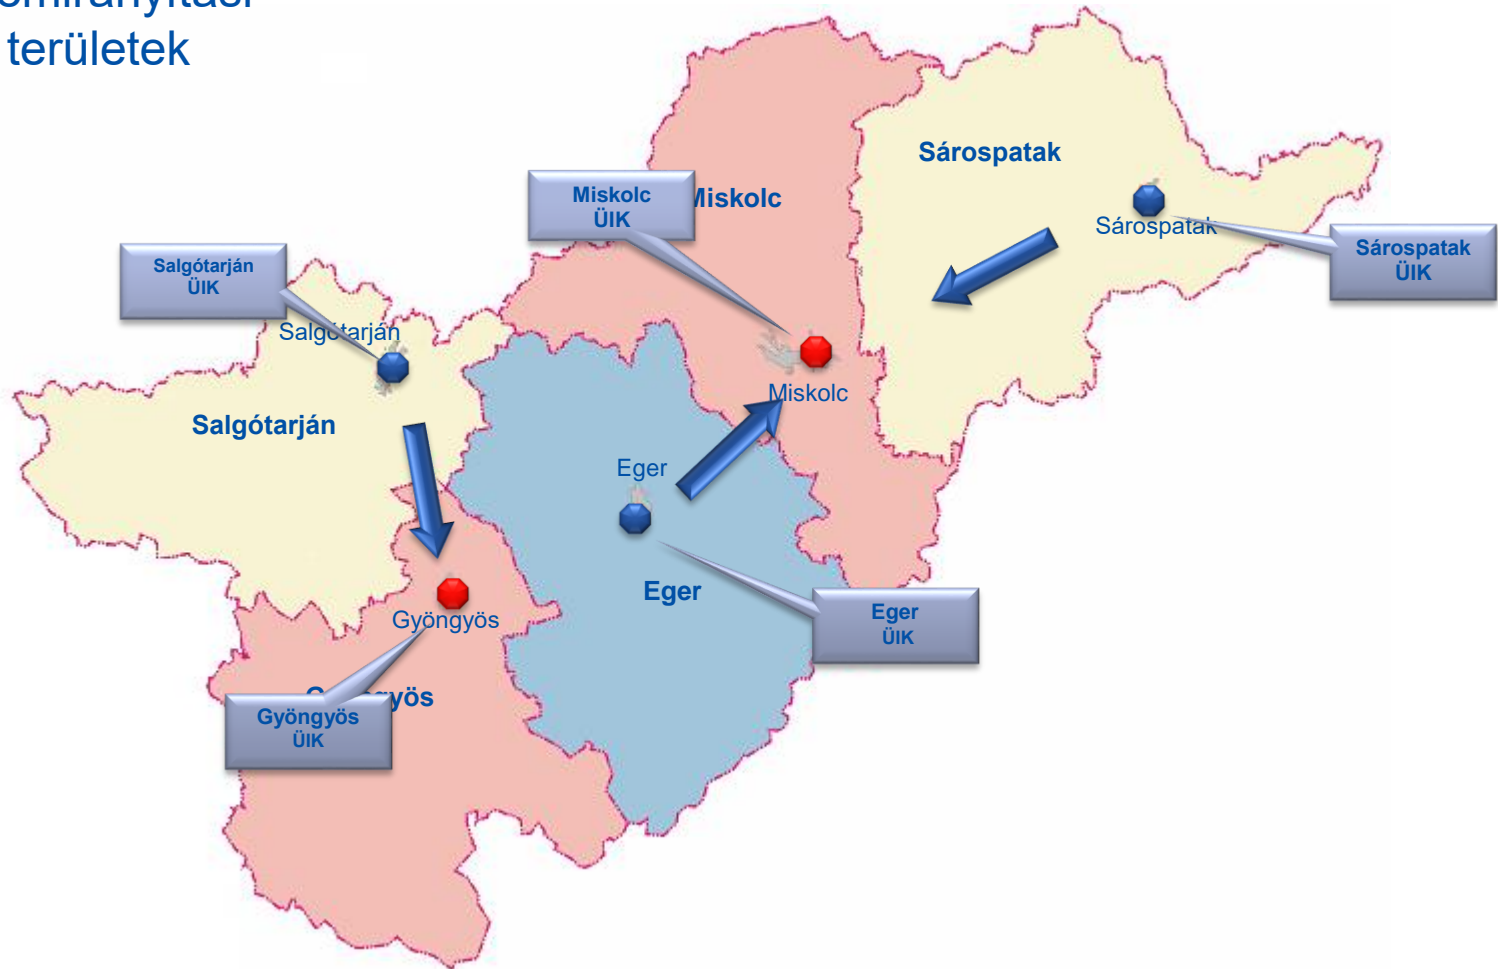 területek
Sárospatak
Miskolc
ÜIK
Miskolc
Sárospatak
Sárospatak
ÜIK
Salgótarján
ÜIK
Salgótarján
Miskolc
Salgótarján
Eger
Eger
Eger
ÜIK
Gyöngyös
Gyöngyös
ÜIK